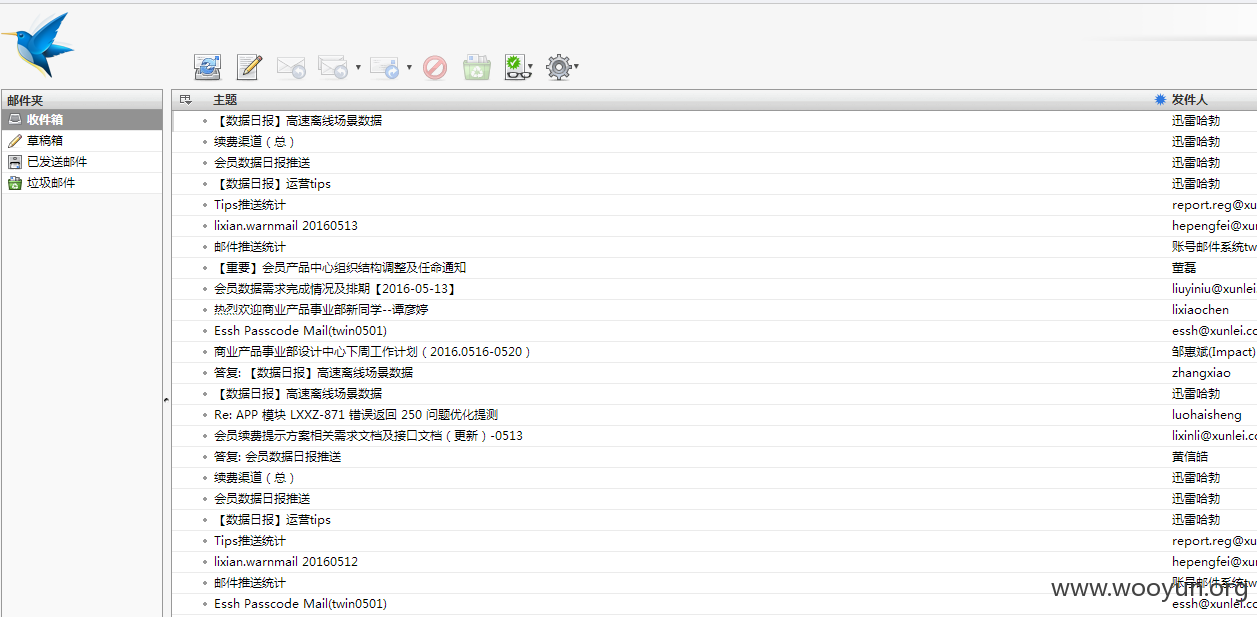 邮件夹
收件箱
草稿箱
已发送邮件
垃圾邮件
主题 发件人
【数据日报】高速离线场景数据 迅雷哈勃
续费渠道（总） 迅雷哈勃
会员数据日报推送 迅雷哈勃
【数据日报】运营tips 迅雷哈勃
Tips推送统计 report.reg@xu
lixian.warnmail 20160513 hepengfei@xu
邮件推送统计 账号邮件系统tw
【重要】会员产品中心组织结构调整及任命通知 董磊
会员数据需求完成情况及排期【2016-05-13】 liuyiniu@xunlei.
热烈欢迎商业产品事业部新同学--谭彦婷 lixiaochen
Essh Passcode Mail(twin0501) essh@xunlei.co
商业产品事业部设计中心下周工作计划（2016.0516-0520） 邹惠斌(Impact)
答复: 【数据日报】高速离线场景数据 zhangxiao
【数据日报】高速离线场景数据 迅雷哈勃
Re: APP 模块 LXXZ-871 错误返回 250 问题优化提测 luohaisheng
会员续费提示方案相关需求文档及接口文档（更新）-0513 lixinli@xunlei.co
答复: 会员数据日报推送 黄信皓
续费渠道（总） 迅雷哈勃
会员数据日报推送 迅雷哈勃
【数据日报】运营tips 迅雷哈勃
Tips推送统计 report.reg@xu
lixian.warnmail 20160512 hepengfei@xu
邮件推送统计 账号邮件系统tw
www.wooyun.org
Essh Passcode Mail(twin0501) essh@xunlei.co